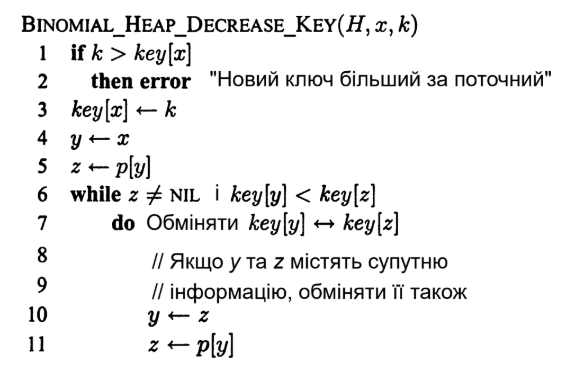 BINOMIAL_HEAP_DECREASE_KEY(H, x, k)
1 if k > key[x]
2 then error "Новий ключ більший за поточний"
3 key[x] ← k
4 y ← x
5 z ← p[y]
6 while z ≠ NIL і key[y] < key[z]
7 do Обміняти key[y] ↔ key[z]
8 // Якщо y та z містять супутню
9 // інформацію, обміняти її також
10 y ← z
11 z ← p[y]